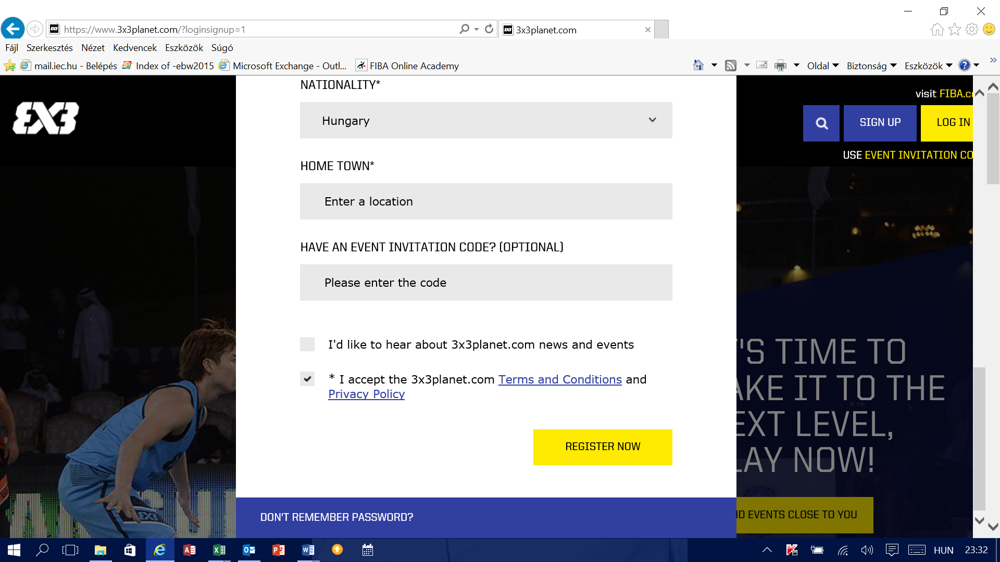 https://www.3x3planet.com/?loginsignup=1
3x3planet.com
Fájl Szerkesztés Nézet Kedvencek Eszközök Súgó
mail.iec.hu - Belépés Index of -ebw2015 Microsoft Exchange - Outl... FIBA Online Academy
Oldal Biztonság Eszközök
NATIONALITY*
Hungary
HOME TOWN*
Enter a location
HAVE AN EVENT INVITATION CODE? (OPTIONAL)
Please enter the code
I'd like to hear about 3x3planet.com news and events
* I accept the 3x3planet.com Terms and Conditions and
Privacy Policy
REGISTER NOW
DON'T REMEMBER PASSWORD?
3X3
visit FIBA.co
SIGN UP
LOG IN
USE EVENT INVITATION CO
'S TIME TO
AKE IT TO THE
EXT LEVEL,
LAY NOW!
ND EVENTS CLOSE TO YOU
HUN 23:32